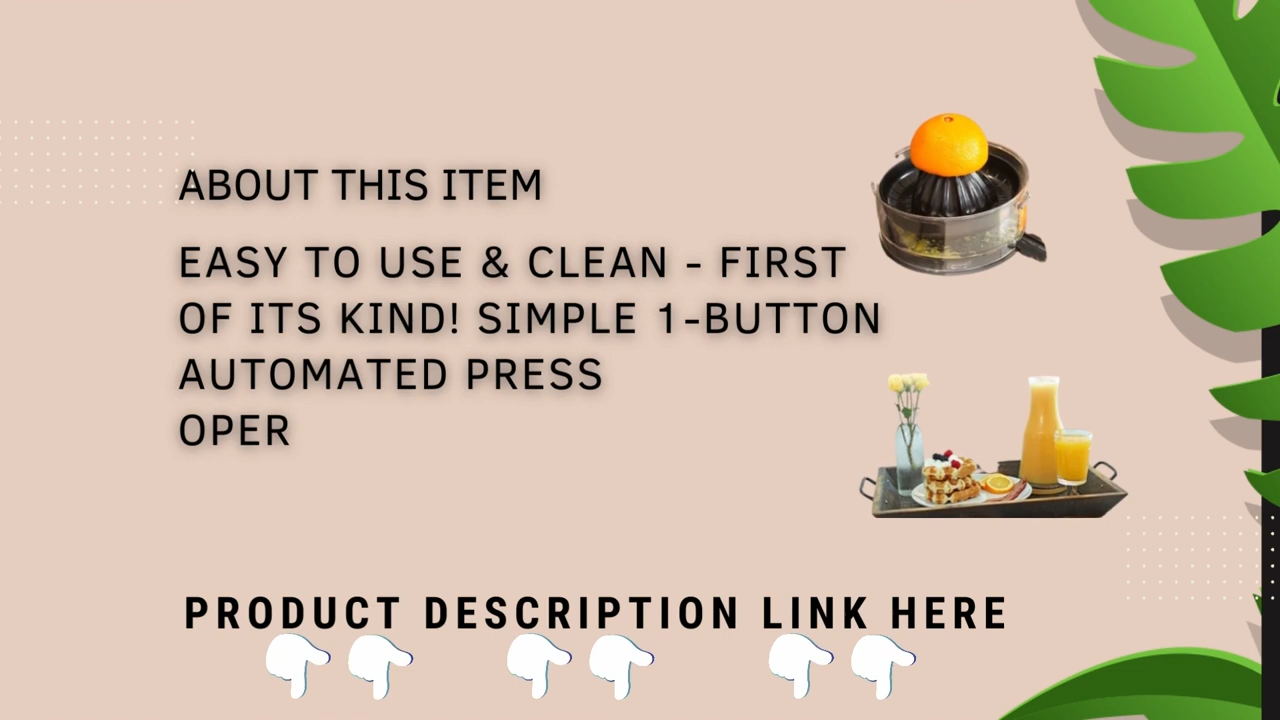 ABOUT THIS ITEM
EASY TO USE & CLEAN - FIRST
OF ITS KIND! SIMPLE 1-BUTTON
AUTOMATED PRESS
OPER
PRODUCT DESCRIPTION LINK HERE